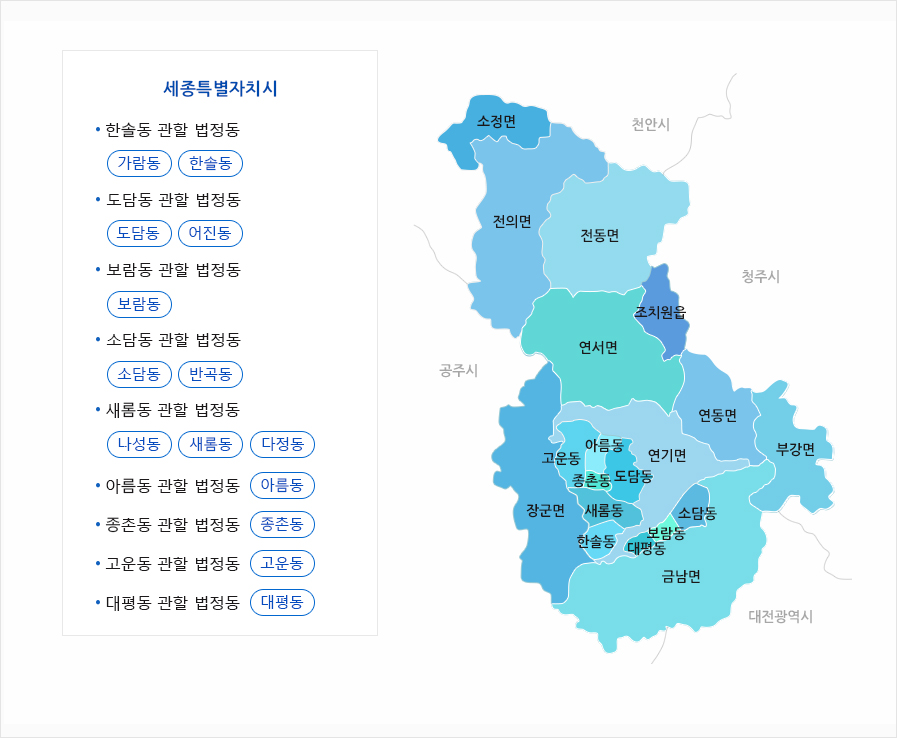 세종특별자치시
• 한솔동 관할 법정동
가람동 한솔동
• 도담동 관할 법정동
도담동 어진동
• 보람동 관할 법정동
보람동
• 소담동 관할 법정동
소담동 반곡동
• 새롬동 관할 법정동
나성동 새롬동 다정동
• 아름동 관할 법정동 아름동
• 종촌동 관할 법정동 종촌동
• 고운동 관할 법정동 고운동
• 대평동 관할 법정동 대평동
소정면
천안시
전의면
전동면
청주시
조치원읍
연서면
공주시
연동면
아름동
부강면
고운동
연기면
종촌동
도담동
장군면
새롬동
소담동
보람동
한솔동
대평동
금남면
대전광역시